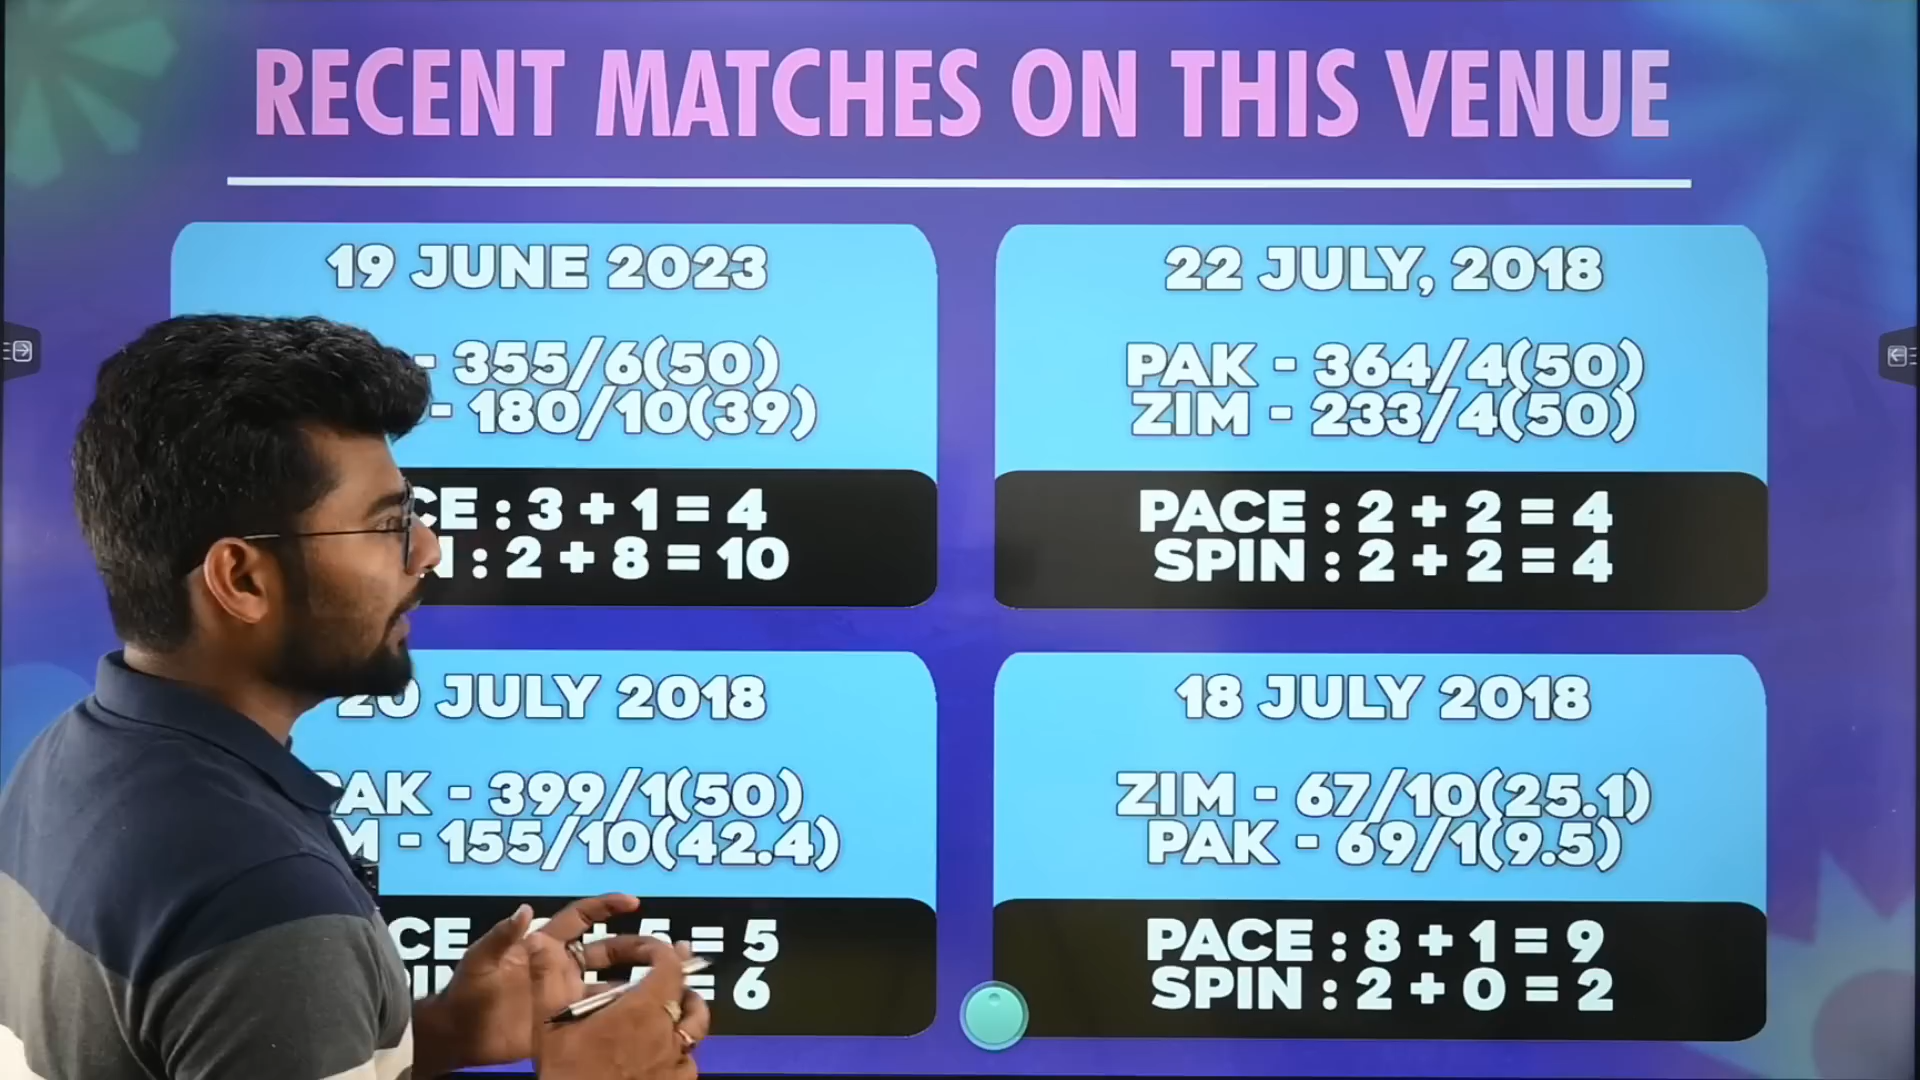 RECENT MATCHES ON THIS VENUE
19 JUNE 2023
- 355/6(50)
- 180/10(39)
: 3 + 1 = 4
: 2 + 8 = 10
22 JULY, 2018
PAK - 364/4(50)
ZIM - 233/4(50)
PACE : 2 + 2 = 4
SPIN : 2 + 2 = 4
20 JULY 2018
PAK - 399/1(50)
- 155/10(42.4)
+ 5 = 5
= 6
18 JULY 2018
ZIM - 67/10(25.1)
PAK - 69/1(9.5)
PACE : 8 + 1 = 9
SPIN : 2 + 0 = 2